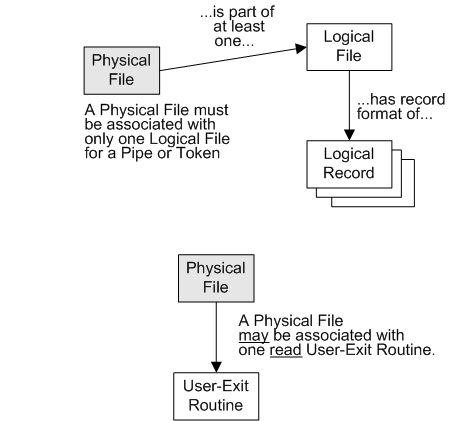 ...is part of
at least
one...
Logical
File
Physical
File
A Physical File must
be associated with
only one Logical File
for a Pipe or Token
...has record
format of...
Logical
Record
Physical
File
A Physical File
may be associated with
one read User-Exit Routine.
User-Exit
Routine